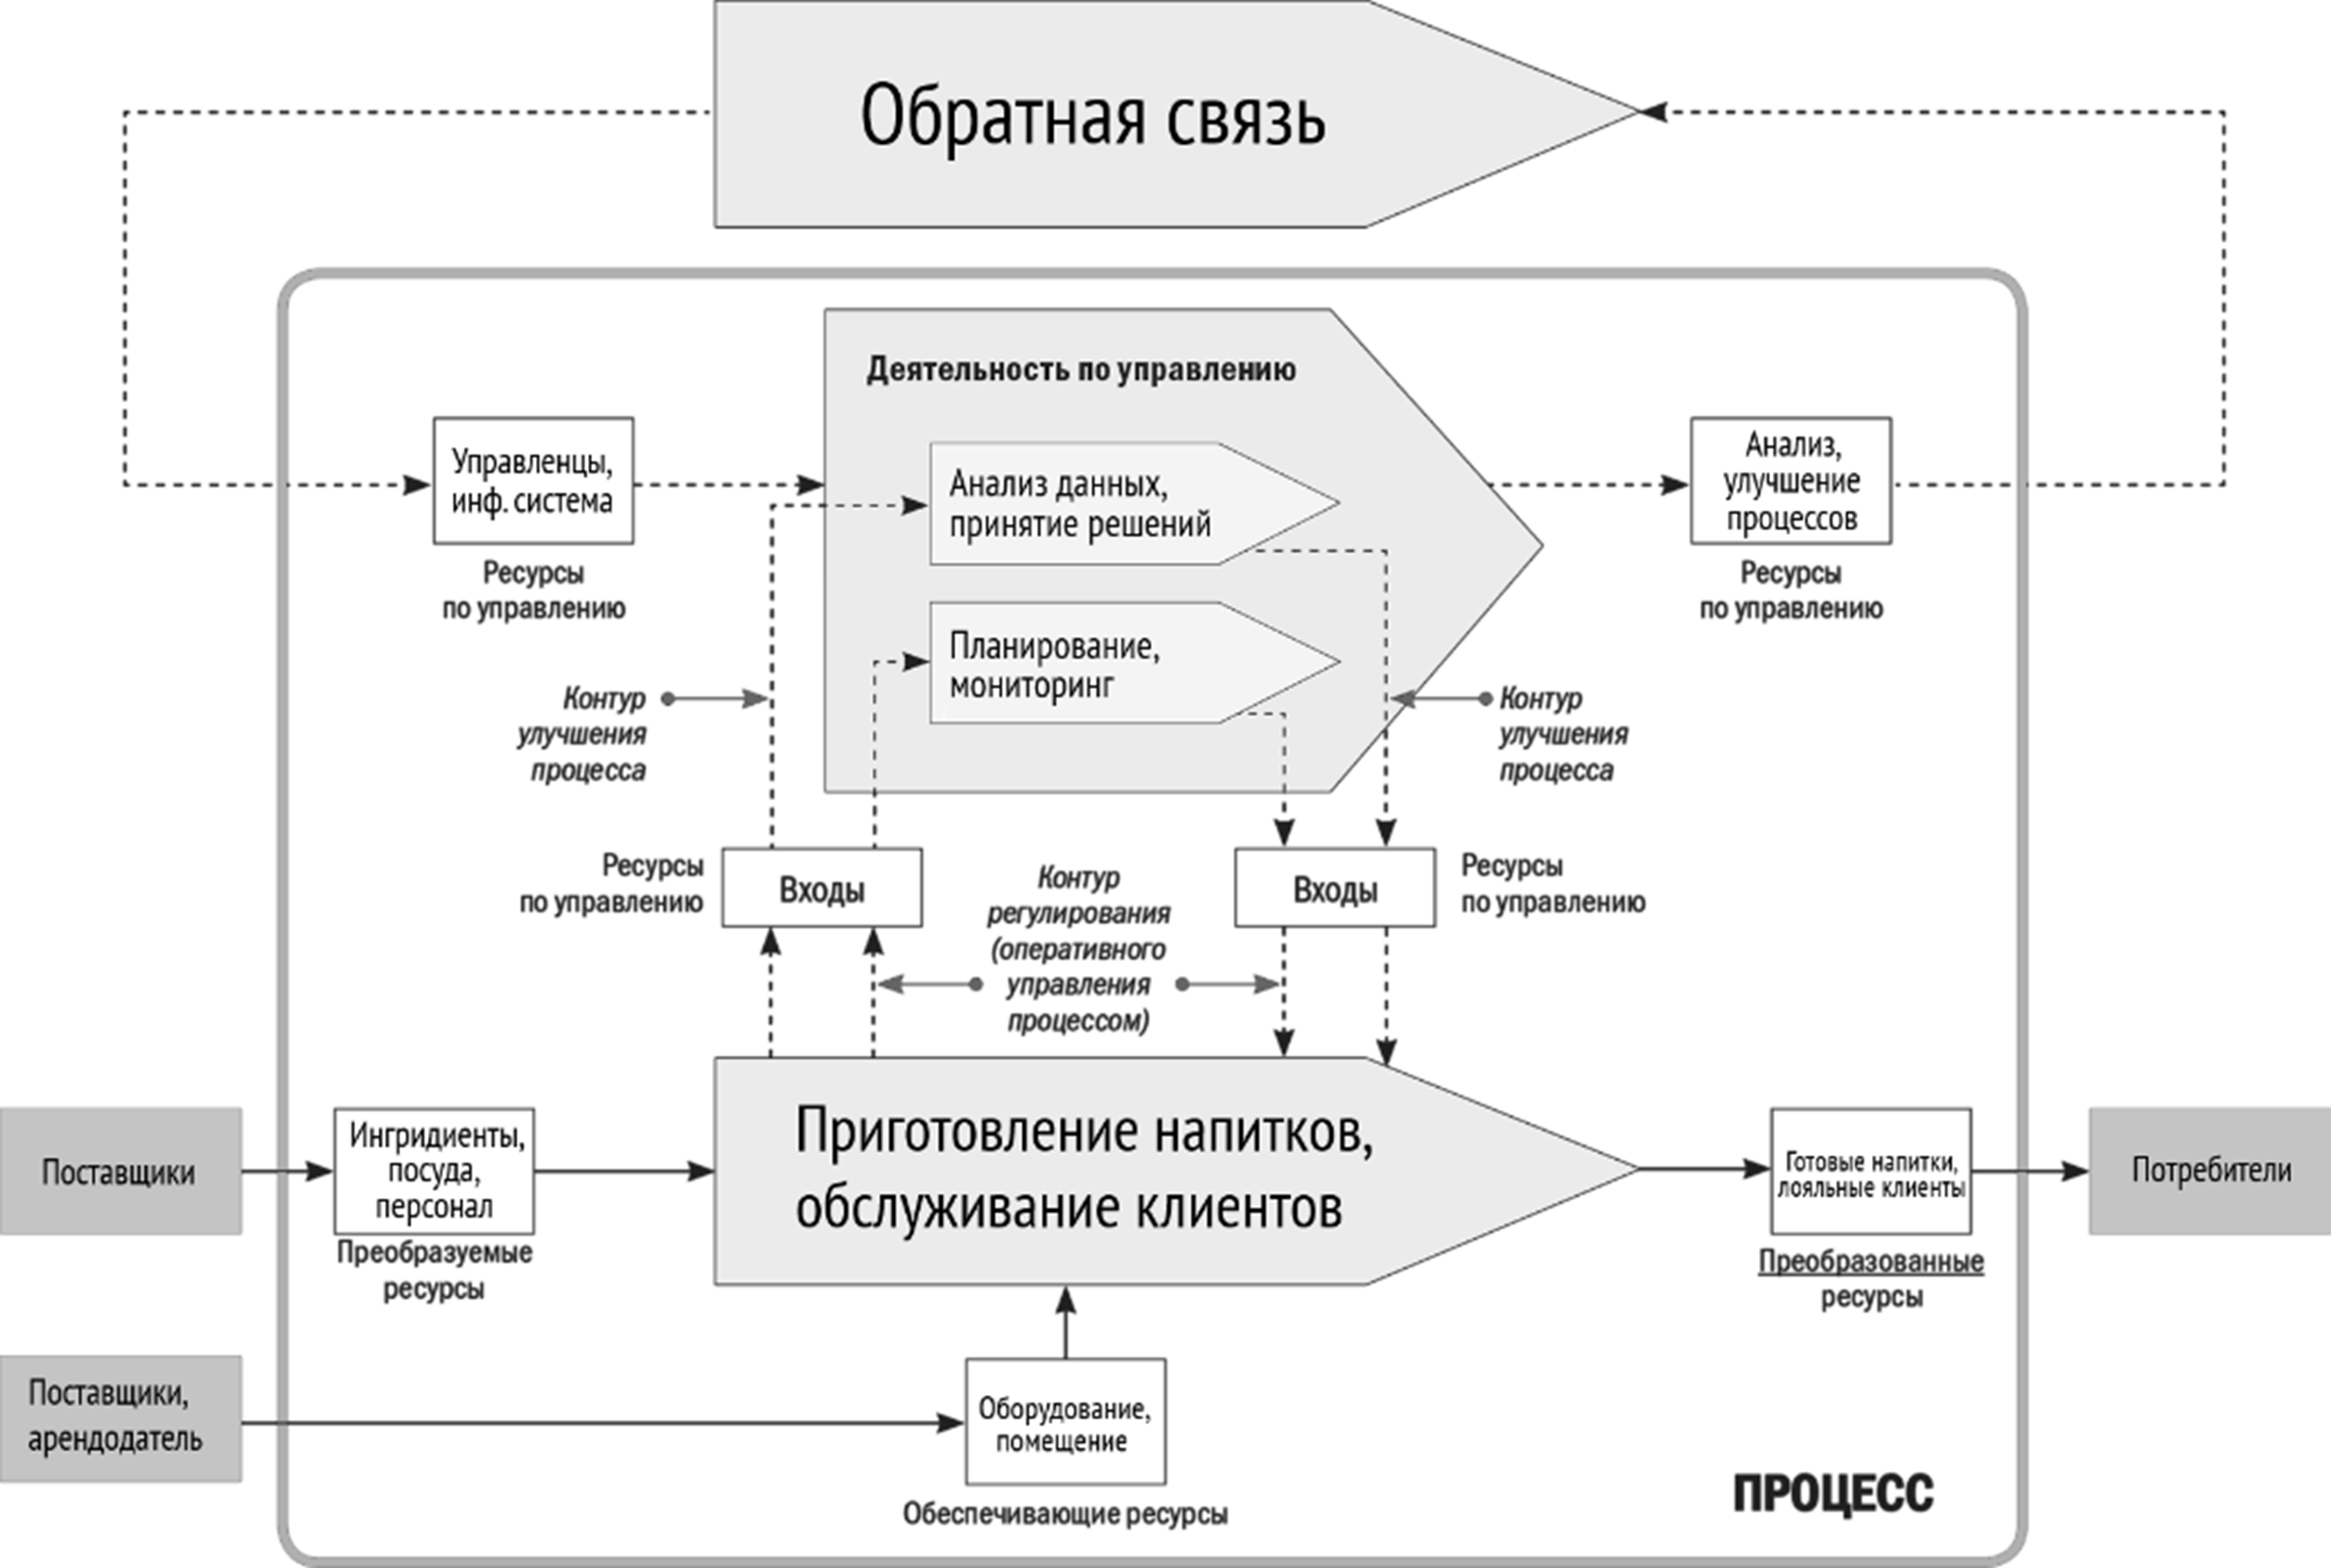 Обратная связь
Деятельность по управлению
Управленцы,
инф. система
Ресурсы
по управлению
Анализ данных,
принятие решений
Анализ,
улучшение
процессов
Ресурсы
по управлению
Планирование,
мониторинг
Контур
улучшения
процесса
Контур
улучшения
процесса
Ресурсы
по управлению
Входы
Контур
регулирования
(оперативного
управления
процессом)
Входы
Ресурсы
по управлению
Поставщики
Ингридиенты,
посуда,
персонал
Преобразуемые
ресурсы
Приготовление напитков,
обслуживание клиентов
Готовые напитки,
лояльные клиенты
Преобразованные
ресурсы
Потребители
Поставщики,
арендодатель
Оборудование,
помещение
Обеспечивающие ресурсы
ПРОЦЕСС